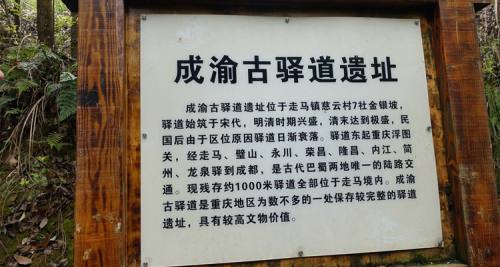 成渝古驿道遗址
成渝古驿道遗址位于走马镇慈云村7社金银坡，
驿道始筑于宋代，明清时期兴盛，清末达到极盛，民
国后由于区位原因驿道日渐衰落。驿道东起重庆浮图
关，经走马、璧山、永川、荣昌、隆昌、内江、简
州、龙泉驿到成都，是古代巴蜀两地唯一的陆路交
通。现残存约1000米驿道全部位于走马境内。成渝
古驿道是重庆地区为数不多的一处保存较完整的驿道
遗址，具有较高文物价值。